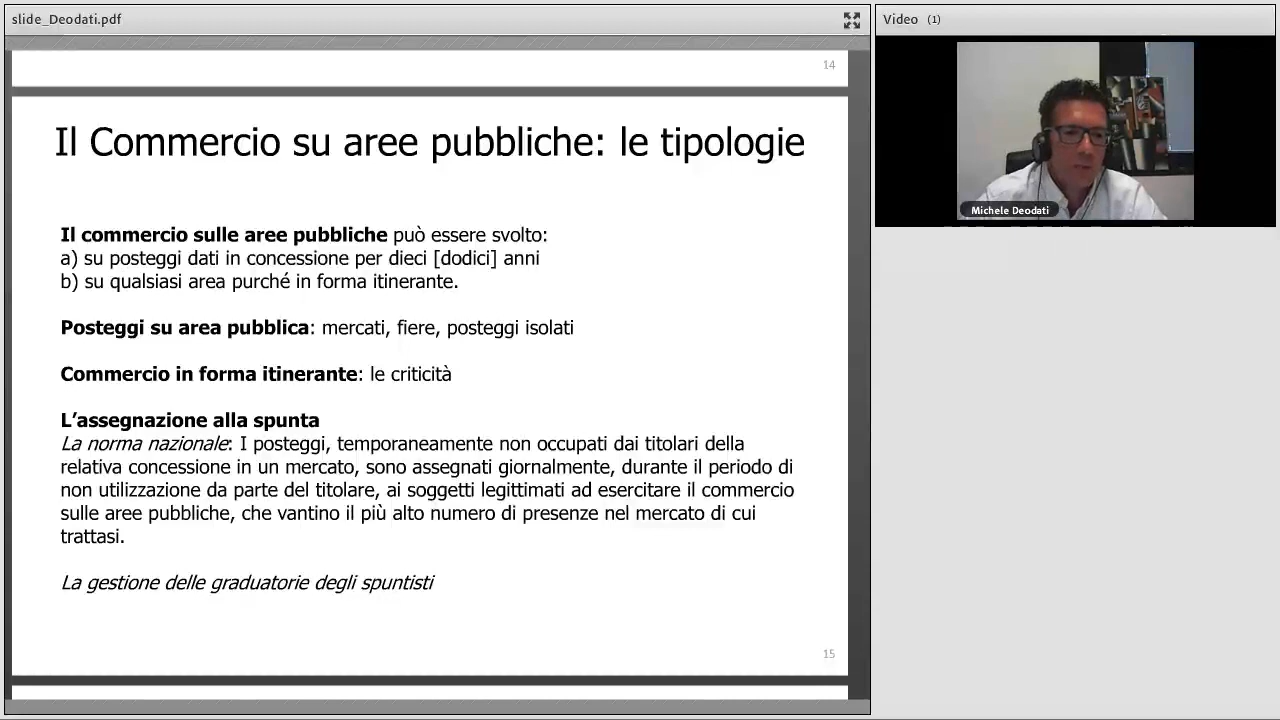 slide_Deodati.pdf
Video (1)
14
Michele Deodati
Il Commercio su aree pubbliche: le tipologie
Il commercio sulle aree pubbliche può essere svolto:
a) su posteggi dati in concessione per dieci [dodici] anni
b) su qualsiasi area purché in forma itinerante.
Posteggi su area pubblica: mercati, fiere, posteggi isolati
Commercio in forma itinerante: le criticità
L’assegnazione alla spunta
La norma nazionale: I posteggi, temporaneamente non occupati dai titolari della
relativa concessione in un mercato, sono assegnati giornalmente, durante il periodo di
non utilizzazione da parte del titolare, ai soggetti legittimati ad esercitare il commercio
sulle aree pubbliche, che vantino il più alto numero di presenze nel mercato di cui
trattasi.
La gestione delle graduatorie degli spuntisti
15